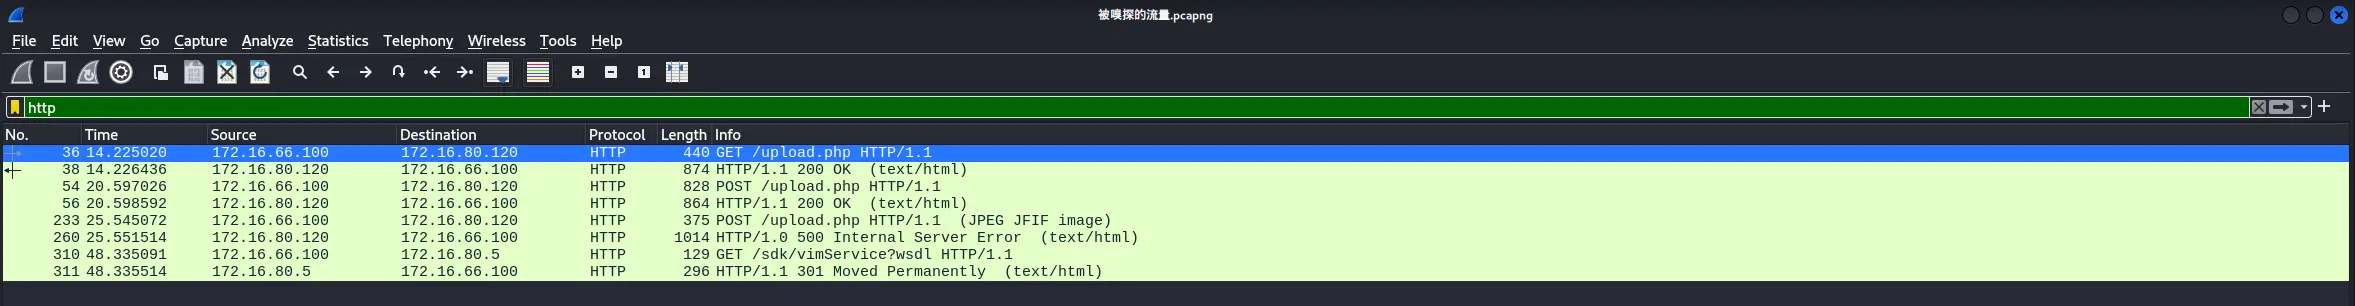 被嗅探的流量.pcapng
File Edit View Go Capture Analyze Statistics Telephony Wireless Tools Help
http
No. Time Source Destination Protocol Length Info
36 14.225020 172.16.66.100 172.16.80.120 HTTP 440 GET /upload.php HTTP/1.1
38 14.226436 172.16.80.120 172.16.66.100 HTTP 874 HTTP/1.1 200 OK (text/html)
54 20.597026 172.16.66.100 172.16.80.120 HTTP 828 POST /upload.php HTTP/1.1
56 20.598592 172.16.80.120 172.16.66.100 HTTP 864 HTTP/1.1 200 OK (text/html)
233 25.545072 172.16.66.100 172.16.80.120 HTTP 375 POST /upload.php HTTP/1.1 (JPEG JFIF image)
260 25.551514 172.16.80.120 172.16.66.100 HTTP 1014 HTTP/1.0 500 Internal Server Error (text/html)
310 48.335091 172.16.66.100 172.16.80.5 HTTP 129 GET /sdk/vimService?wsdl HTTP/1.1
311 48.335514 172.16.80.5 172.16.66.100 HTTP 296 HTTP/1.1 301 Moved Permanently (text/html)